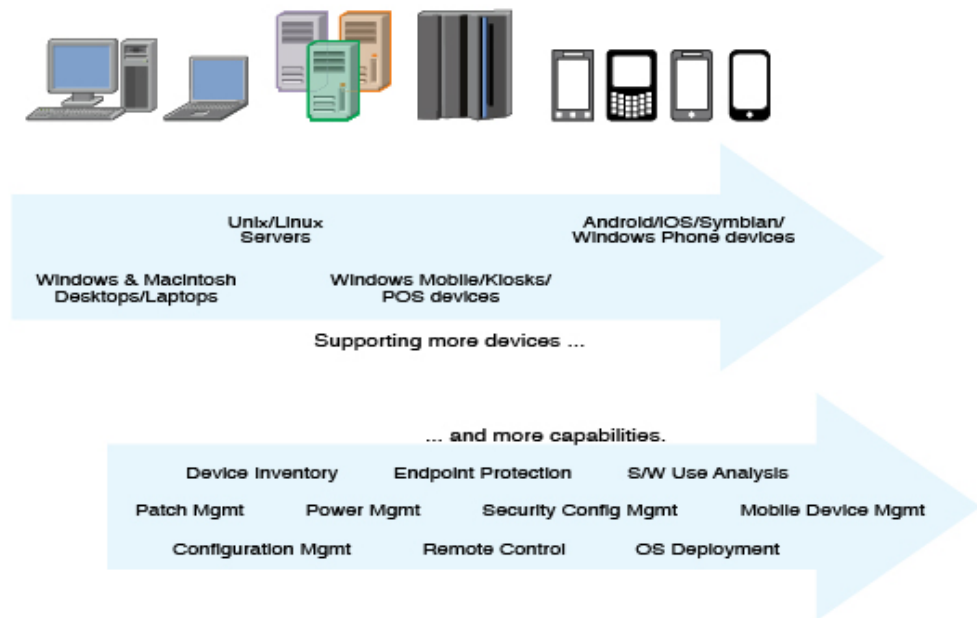 Unix/Linux
Servers
Android/iOS/Symbian/
Windows Phone devices
Windows & Macintosh
Desktops/Laptops
Windows Mobile/Kiosks/
POS devices
Supporting more devices ...
... and more capabilities.
Device Inventory Endpoint Protection S/W Use Analysis
Patch Mgmt Power Mgmt Security Config Mgmt Mobile Device Mgmt
Configuration Mgmt Remote Control OS Deployment